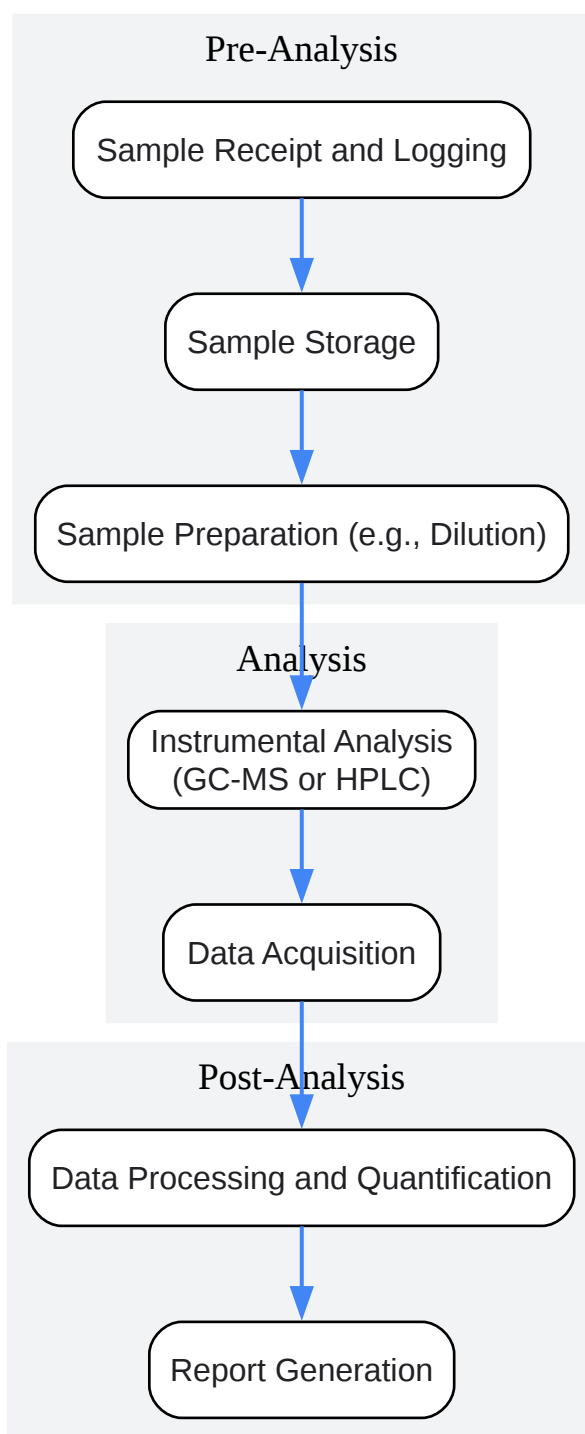 Pre-Analysis
Sample Receipt and Logging
Sample Storage
Sample Preparation (e.g., Dilution)
Analysis
Instrumental Analysis
(GC-MS or HPLC)
Data Acquisition
Post-Analysis
Data Processing and Quantification
Report Generation